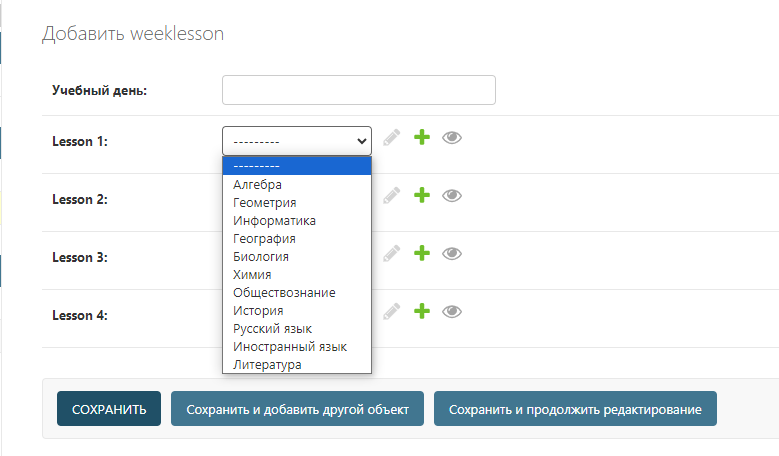 Добавить weeklesson
Учебный день:
Lesson 1:
---------
---------
Алгебра
Геометрия
Lesson 2:
Информатика
География
Lesson 3:
Биология
Химия
Обществознание
Lesson 4:
История
Русский язык
Иностранный язык
Литература
СОХРАНИТЬ
Сохранить и добавить другой объект
Сохранить и продолжить редактирование